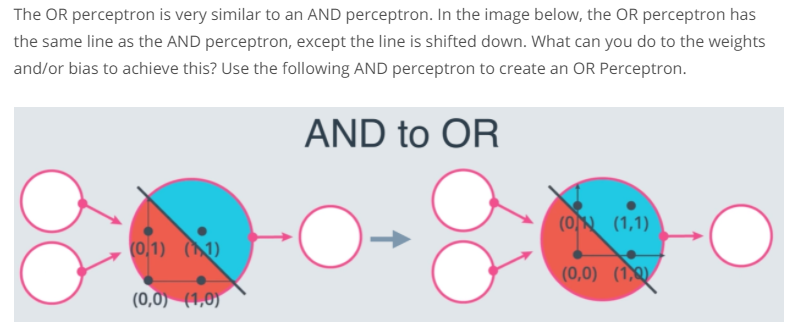 The OR perceptron is very similar to an AND perceptron. In the image below, the OR perceptron has
the same line as the AND perceptron, except the line is shifted down. What can you do to the weights
and/or bias to achieve this? Use the following AND perceptron to create an OR Perceptron.
AND to OR
(0,1) (1,1)
(0,0) (1,0)
(0,1) (1,1)
(0,0) (1,0)